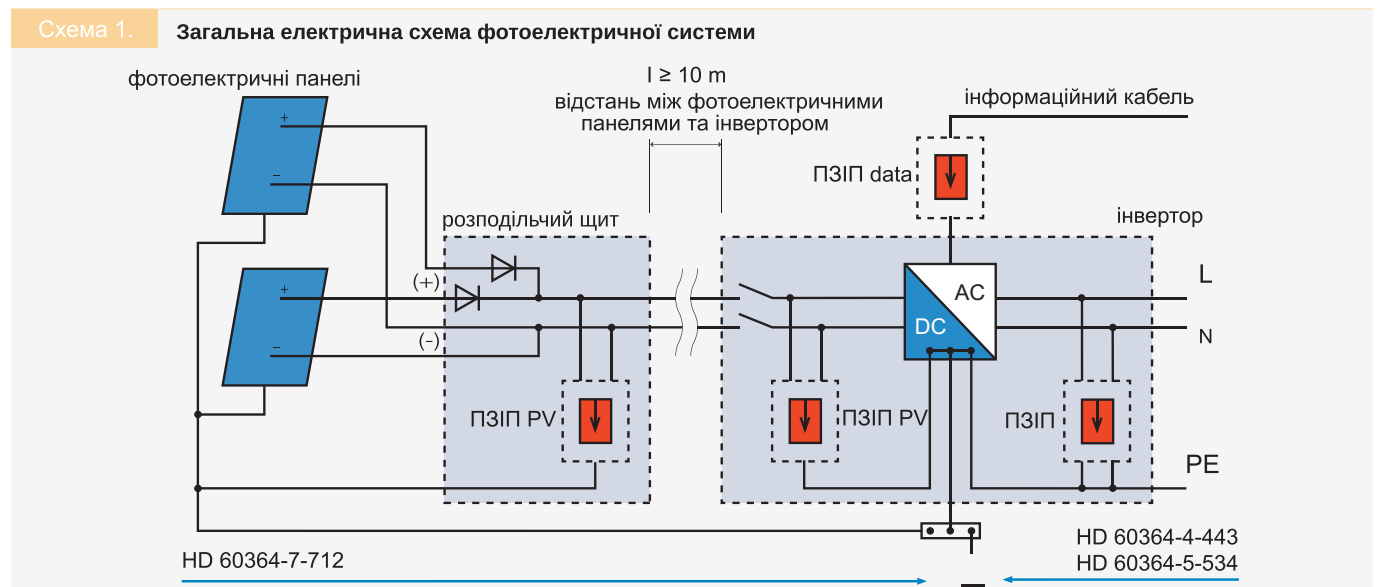 Схема 1.
Загальна електрична схема фотоелектричної системи
фотоелектричні панелі
l ≥ 10 m
відстань між фотоелектричними
панелями та інвертором
інформаційний кабель
ПЗІП data
розподільчий щит
інвертор
+
−
+
−
(+)
(-)
AC
DC
L
N
ПЗІП PV
ПЗІП PV
ПЗІП
PE
HD 60364-7-712
HD 60364-4-443
HD 60364-5-534